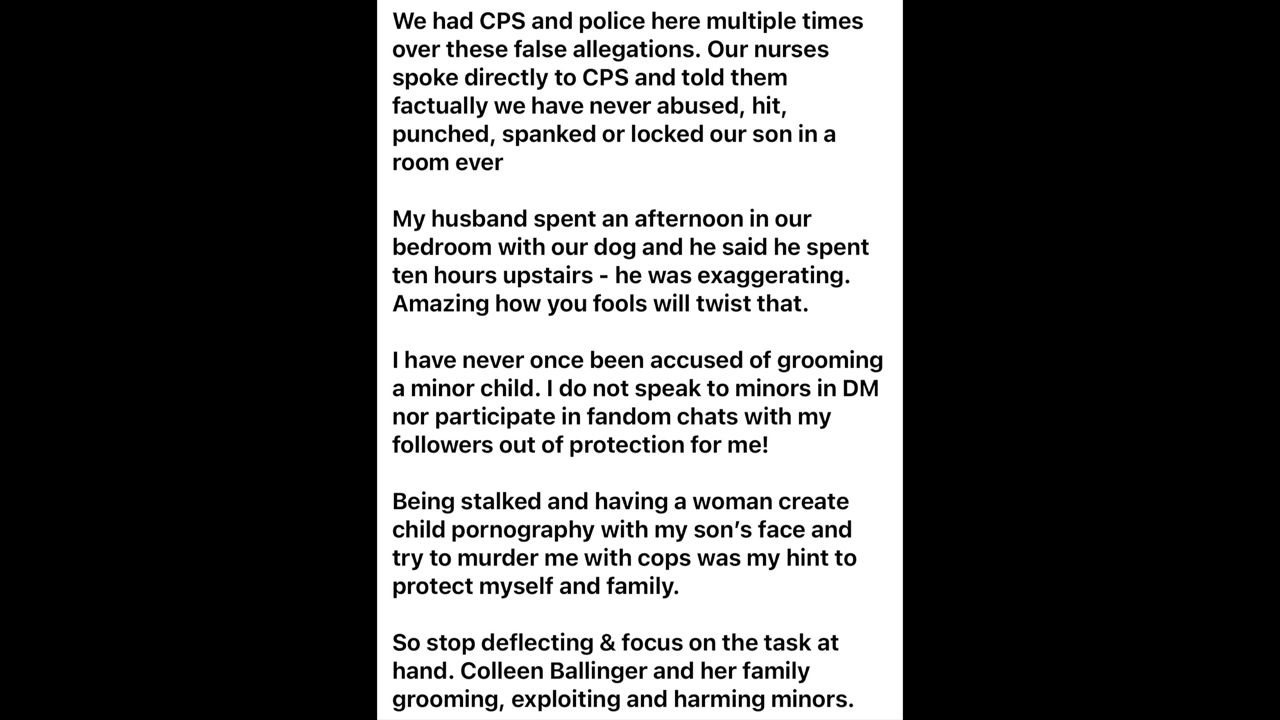 We had CPS and police here multiple times
over these false allegations. Our nurses
spoke directly to CPS and told them
factually we have never abused, hit,
punched, spanked or locked our son in a
room ever
My husband spent an afternoon in our
bedroom with our dog and he said he spent
ten hours upstairs - he was exaggerating.
Amazing how you fools will twist that.
I have never once been accused of grooming
a minor child. I do not speak to minors in DM
nor participate in fandom chats with my
followers out of protection for me!
Being stalked and having a woman create
child pornography with my son’s face and
try to murder me with cops was my hint to
protect myself and family.
So stop deflecting & focus on the task at
hand. Colleen Ballinger and her family
grooming, exploiting and harming minors.